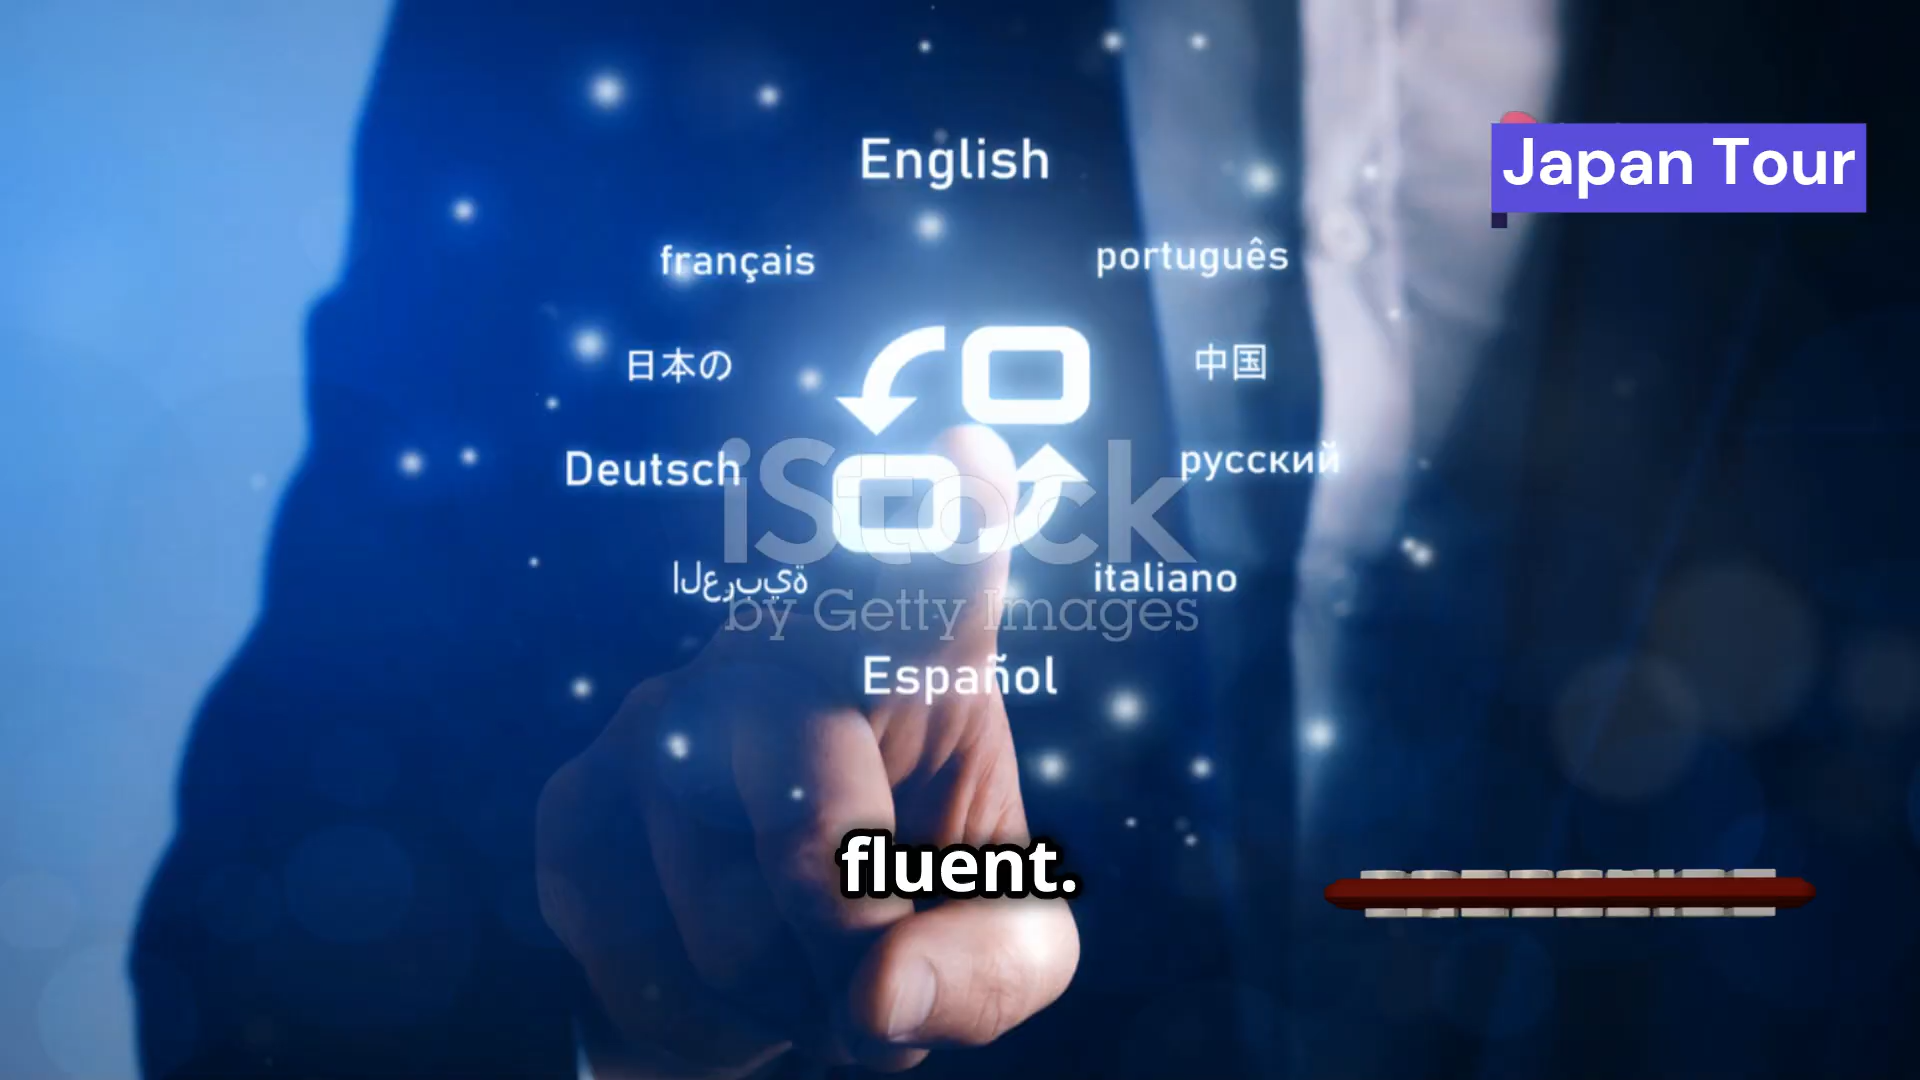 English
Japan Tour
français
português
日本の
中国
Deutsch
русский
iStock
العربية
italiano
by Getty Images
Español
fluent.